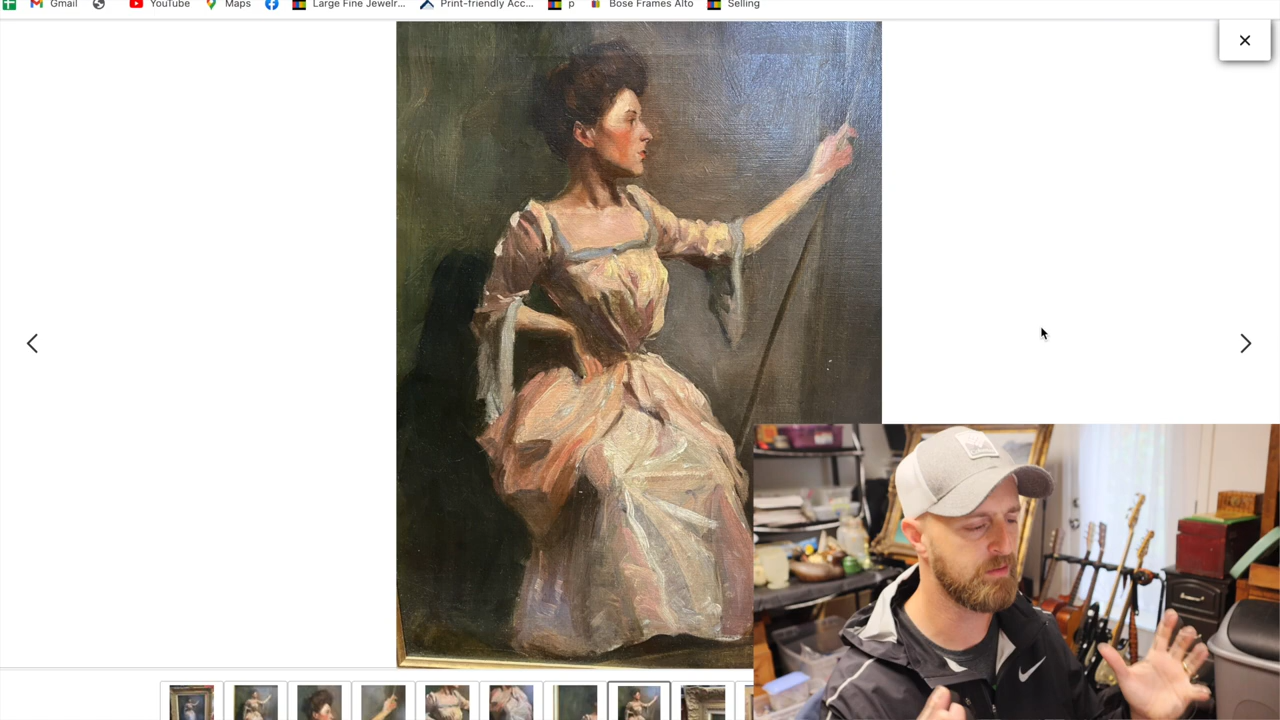 Gmail
YouTube
Maps
Large Fine Jewelr...
Print-friendly Acc...
p
Bose Frames Alto
Selling